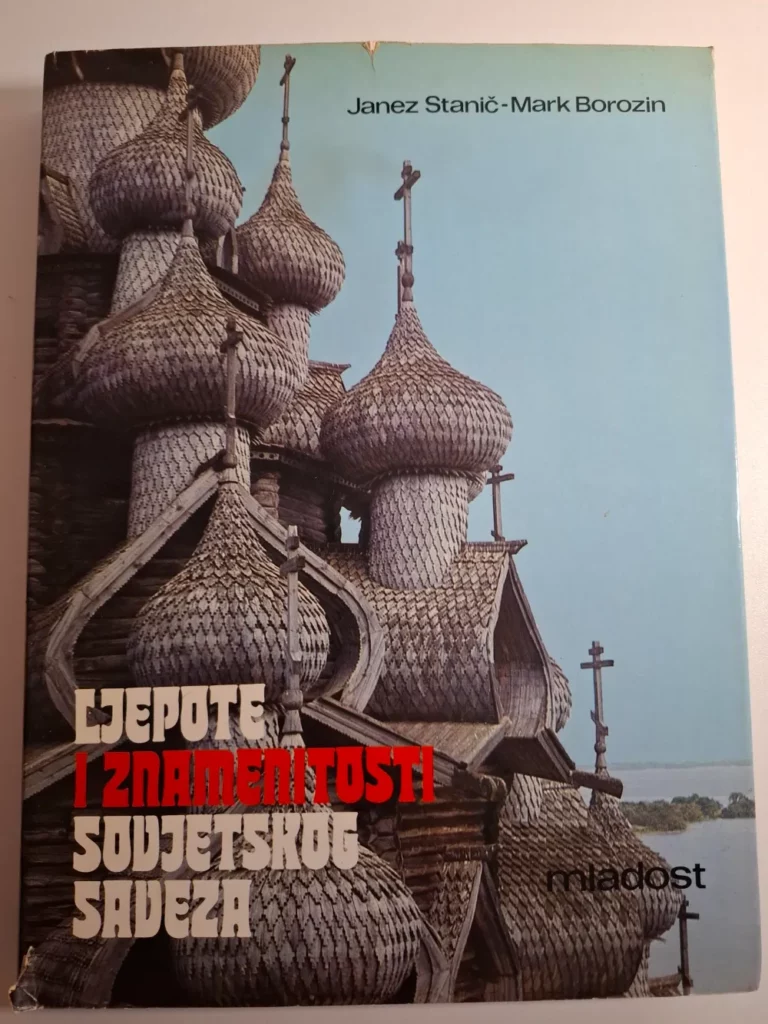 Janez Stanič-Mark Borozin
LJEPOTE
I ZNAMENITOSTI
SOVJETSKOG
SAVEZA
mladost